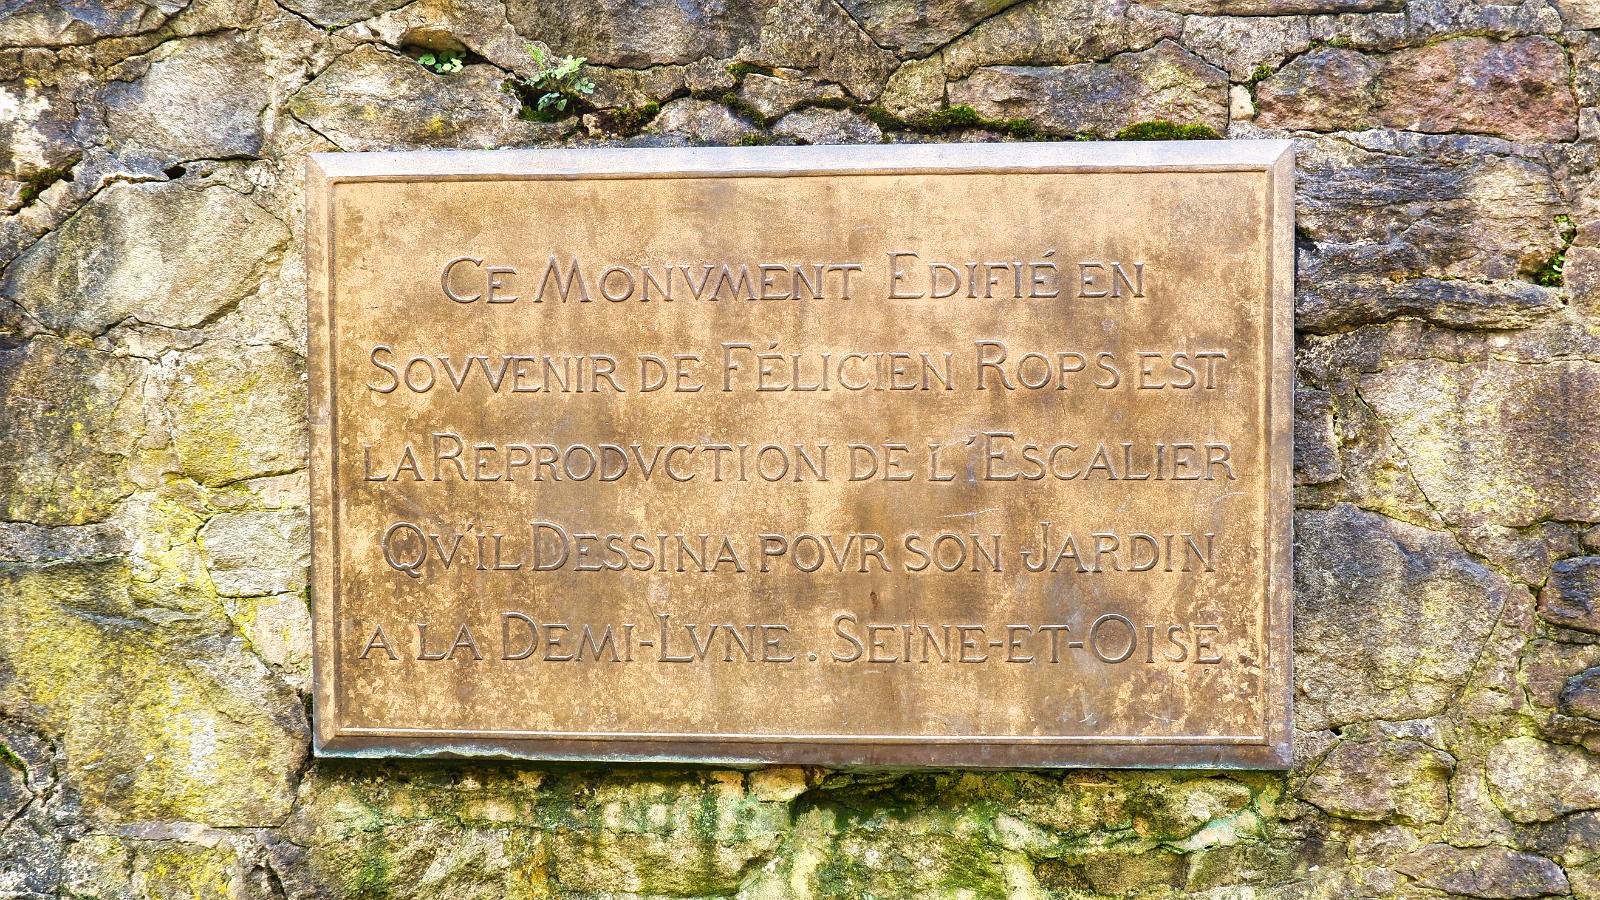 CE MONVMENT EDIFIÉ EN
SOVVENIR DE FÉLICIEN ROPS EST
LA REPRODVCTION DE L'ESCALIER
QV'IL DESSINA POVR SON JARDIN
A LA DEMI-LVNE . SEINE-ET-OISE